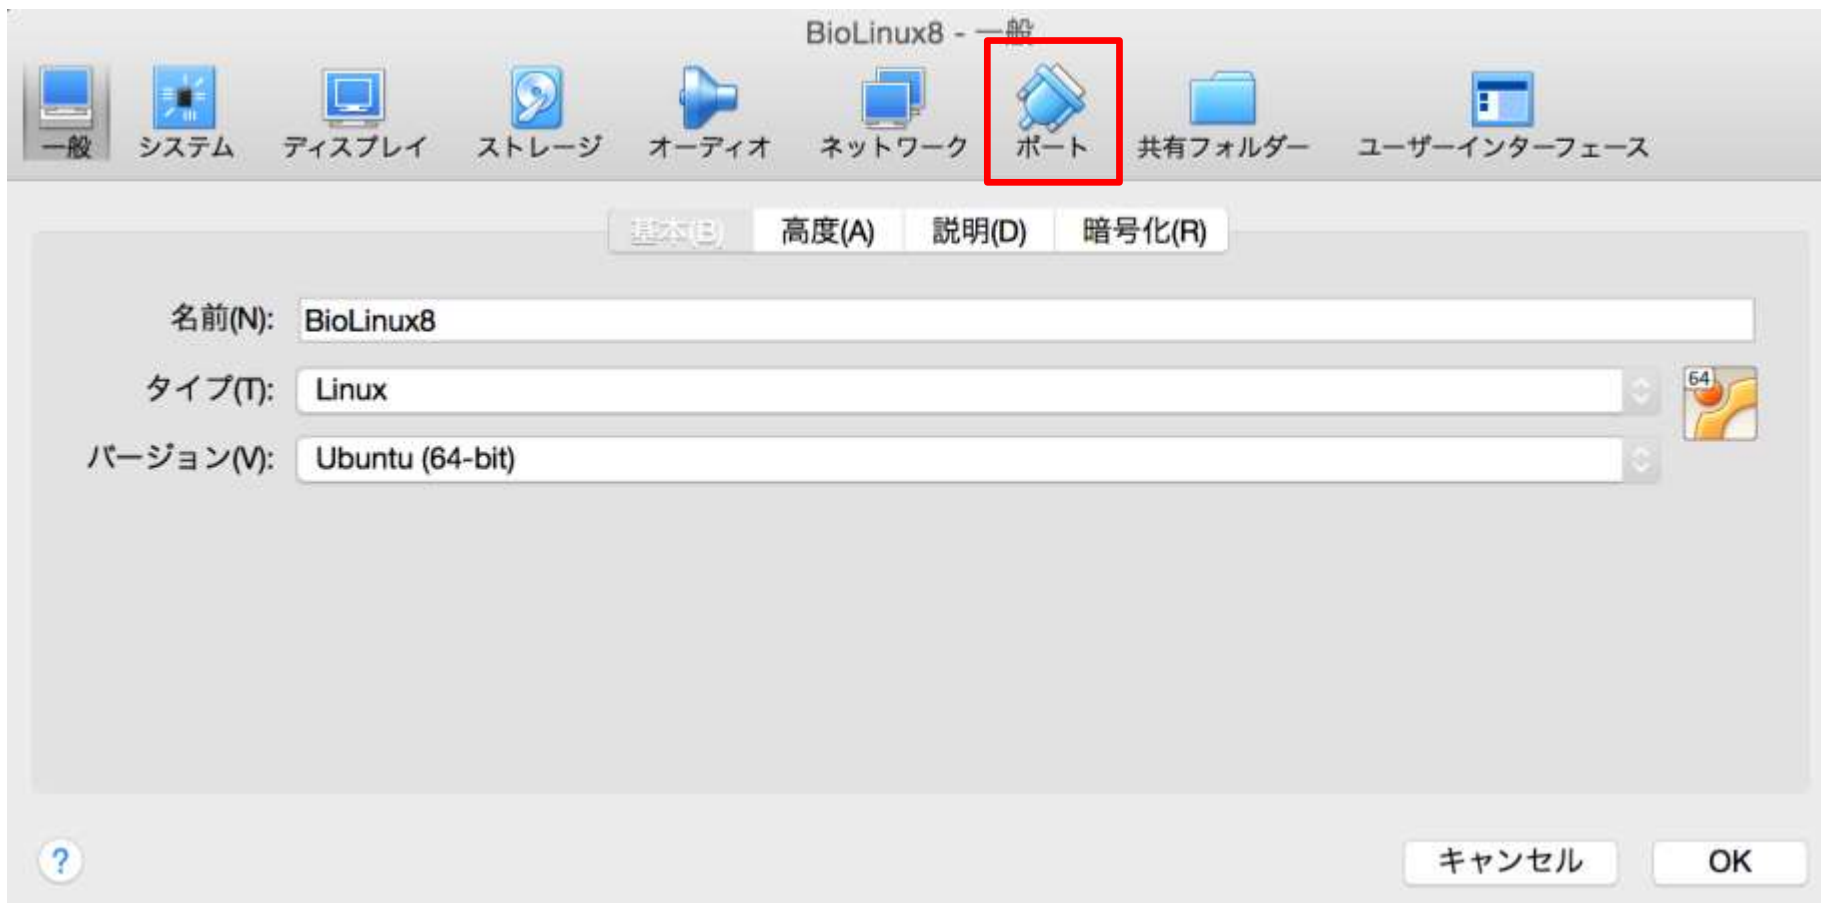 BioLinux8 - 一般
一般 システム ディスプレイ ストレージ オーディオ ネットワーク ポート 共有フォルダー ユーザーインターフェース
基本(B) 高度(A) 説明(D) 暗号化(R)
名前(N): BioLinux8
タイプ(T): Linux
64
バージョン(V): Ubuntu (64-bit)
? キャンセル OK